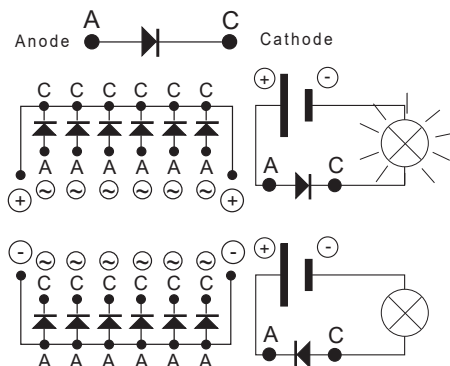 A C
Anode Cathode
C C C C C C + -
A A A A A A A C
+ ~ ~ ~ ~ ~ ~ +
- ~ ~ ~ ~ ~ ~ - + -
C C C C C C
A C
A A A A A A